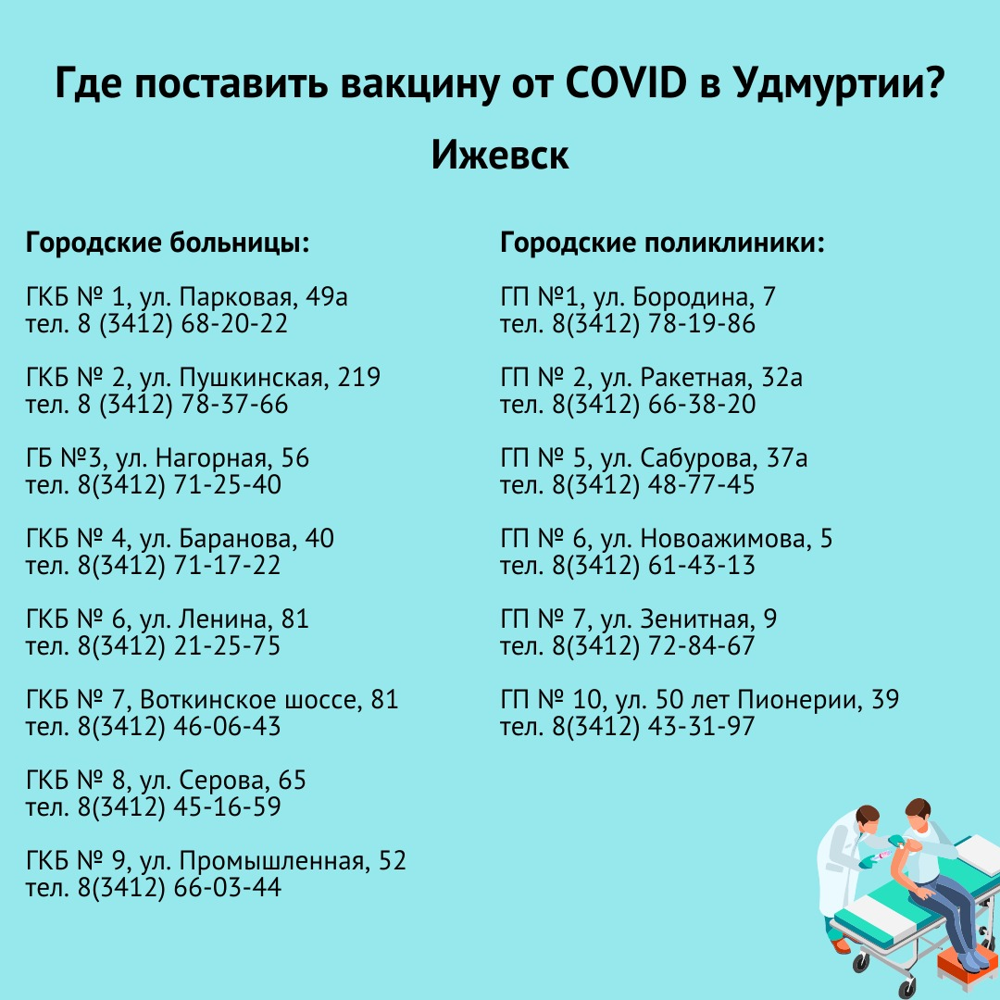 Где поставить вакцину от COVID в Удмуртии?
Ижевск
Городские больницы:
ГКБ № 1, ул. Парковая, 49а
тел. 8 (3412) 68-20-22
ГКБ № 2, ул. Пушкинская, 219
тел. 8 (3412) 78-37-66
ГБ №3, ул. Нагорная, 56
тел. 8(3412) 71-25-40
ГКБ № 4, ул. Баранова, 40
тел. 8(3412) 71-17-22
ГКБ № 6, ул. Ленина, 81
тел. 8(3412) 21-25-75
ГКБ № 7, Воткинское шоссе, 81
тел. 8(3412) 46-06-43
ГКБ № 8, ул. Серова, 65
тел. 8(3412) 45-16-59
ГКБ № 9, ул. Промышленная, 52
тел. 8(3412) 66-03-44
Городские поликлиники:
ГП №1, ул. Бородина, 7
тел. 8(3412) 78-19-86
ГП № 2, ул. Ракетная, 32а
тел. 8(3412) 66-38-20
ГП № 5, ул. Сабурова, 37а
тел. 8(3412) 48-77-45
ГП № 6, ул. Новоажимова, 5
тел. 8(3412) 61-43-13
ГП № 7, ул. Зенитная, 9
тел. 8(3412) 72-84-67
ГП № 10, ул. 50 лет Пионерии, 39
тел. 8(3412) 43-31-97